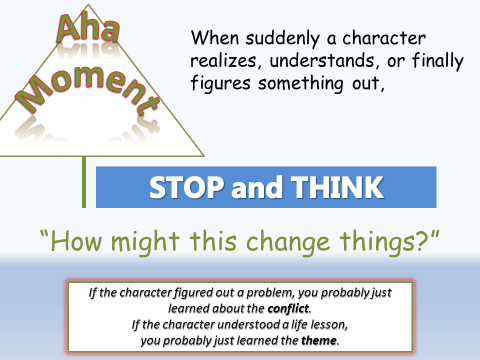 Aha
Moment
When suddenly a character
realizes, understands, or finally
figures something out,
STOP and THINK
“How might this change things?”
If the character figured out a problem, you probably just
learned about the conflict.
If the character understood a life lesson,
you probably just learned the theme.